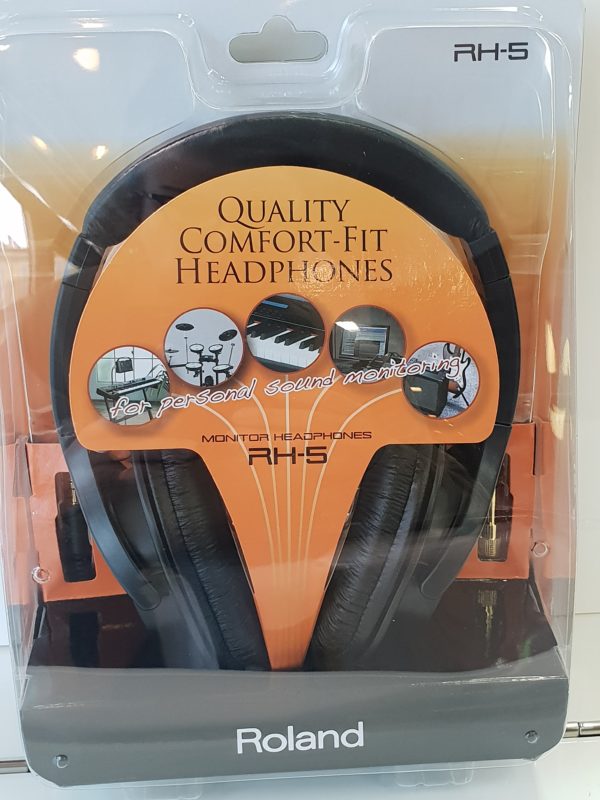 RH-5
QUALITY
COMFORT-FIT
HEADPHONES
for personal sound monitoring
MONITOR HEADPHONES
RH-5
Roland